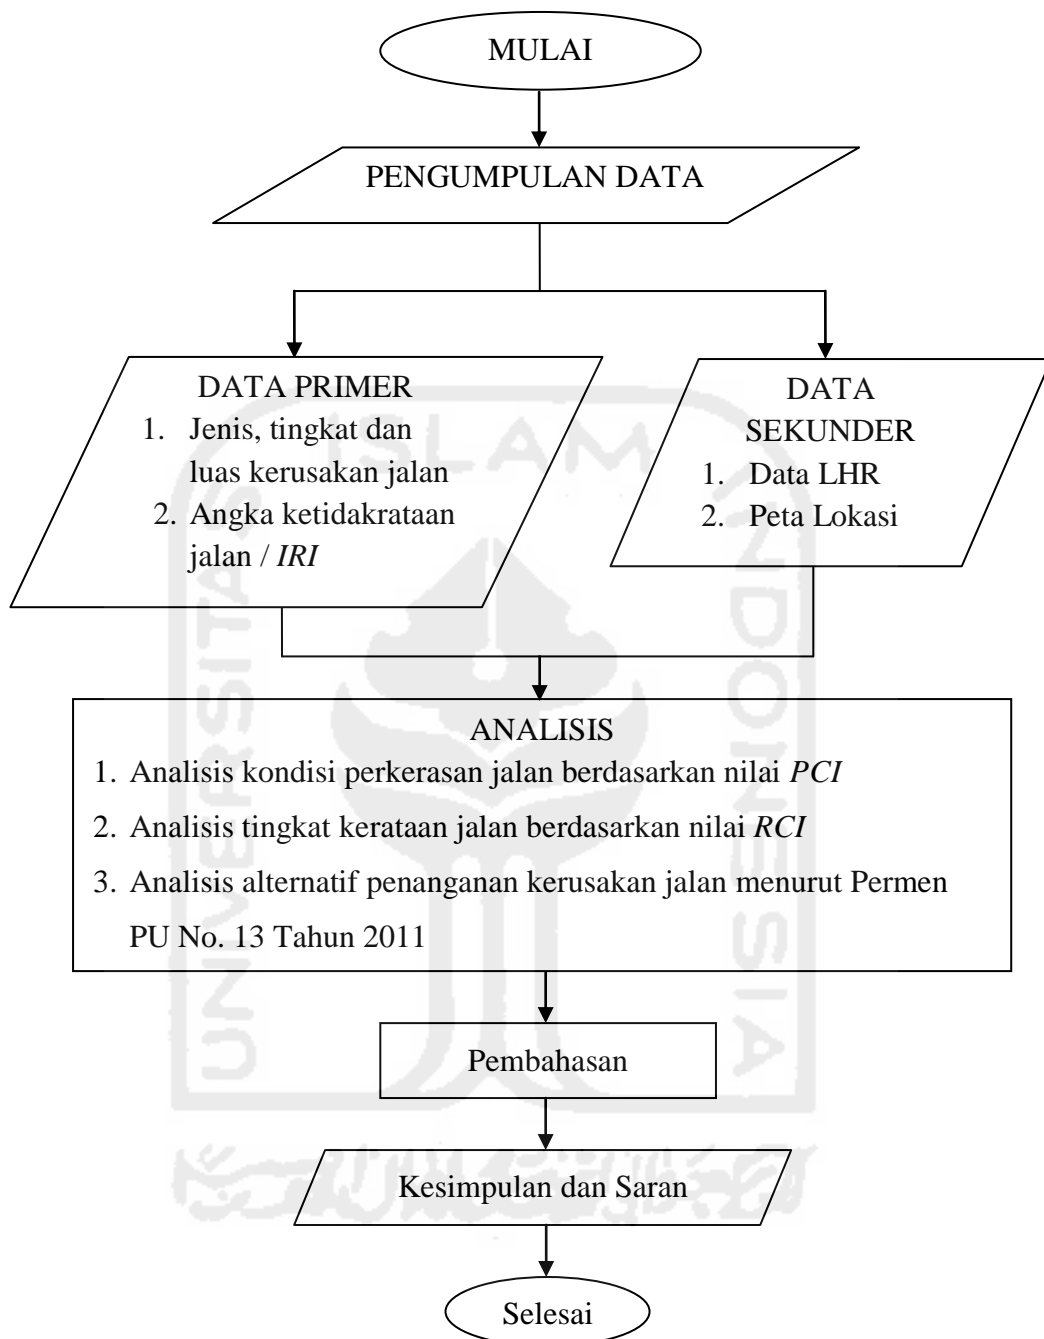 MULAI
PENGUMPULAN DATA
DATA PRIMER
1. Jenis, tingkat dan
luas kerusakan jalan
2. Angka ketidakrataan
jalan / IRI
DATA
SEKUNDER
1. Data LHR
2. Peta Lokasi
ANALISIS
1. Analisis kondisi perkerasan jalan berdasarkan nilai PCI
2. Analisis tingkat kerataan jalan berdasarkan nilai RCI
3. Analisis alternatif penanganan kerusakan jalan menurut Permen
PU No. 13 Tahun 2011
Pembahasan
Kesimpulan dan Saran
Selesai
UNIVERSITAS
ISLAM
INDONESIA